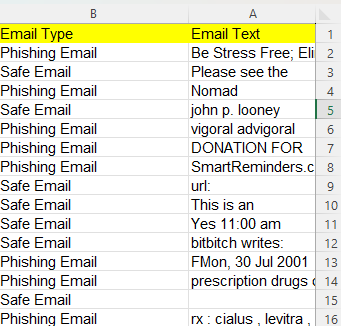 B A
Email Type Email Text 1
Phishing Email Be Stress Free; Eli 2
Safe Email Please see the 3
Phishing Email Nomad 4
Safe Email john p. looney 5
Phishing Email vigoral advigoral 6
Phishing Email DONATION FOR 7
Phishing Email SmartReminders.c 8
Safe Email url: 9
Safe Email This is an 10
Safe Email Yes 11:00 am 11
Safe Email bitbitch writes: 12
Phishing Email FMon, 30 Jul 2001 13
Phishing Email prescription drugs 14
Safe Email 15
Phishing Email rx : cialus , levitra , 16